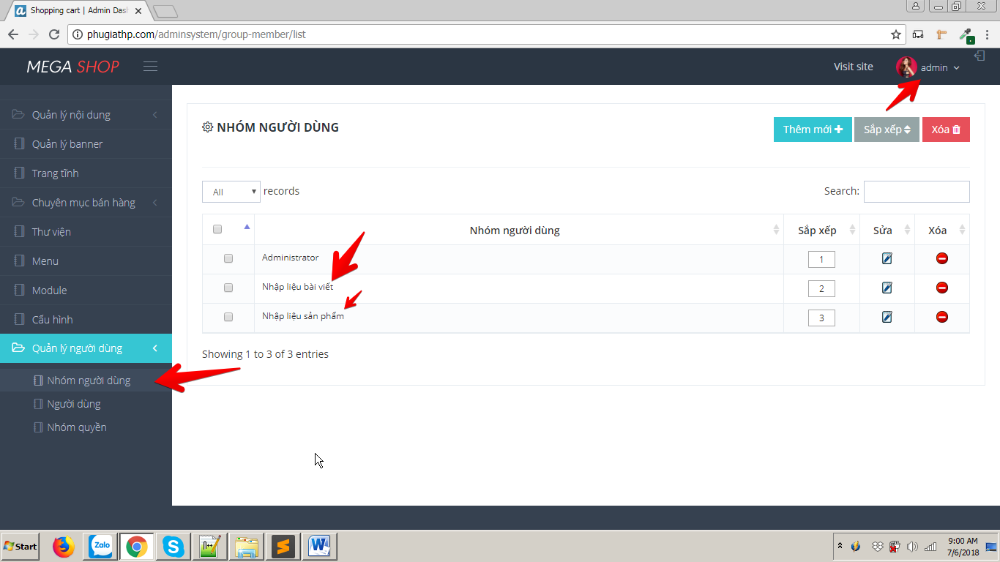 Shopping cart | Admin Das
phugiathp.com/adminsystem/group-member/list
MEGA SHOP
Visit site
admin
Quản lý nội dung
Quản lý banner
Trang tĩnh
Chuyên mục bán hàng
Thư viện
Menu
Module
Cấu hình
Quản lý người dùng
Nhóm người dùng
Người dùng
Nhóm quyền
NHÓM NGƯỜI DÙNG
Thêm mới
Sắp xếp
Xóa
All records
Search:
Nhóm người dùng Sắp xếp Sửa Xóa
Administrator 1
Nhập liệu bài viết 2
Nhập liệu sản phẩm 3
Showing 1 to 3 of 3 entries
Start
Zalo
9:00 AM
7/6/2018